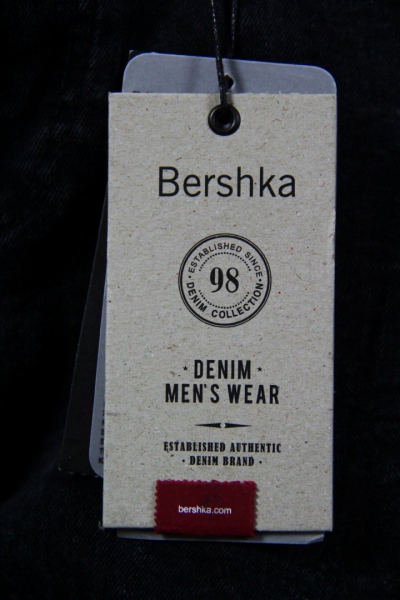 Bershka
· ESTABLISHED SINCE ·
98
DENIM COLLECTION
· DENIM ·
MEN'S WEAR
ESTABLISHED AUTHENTIC
· DENIM BRAND ·
bershka.com